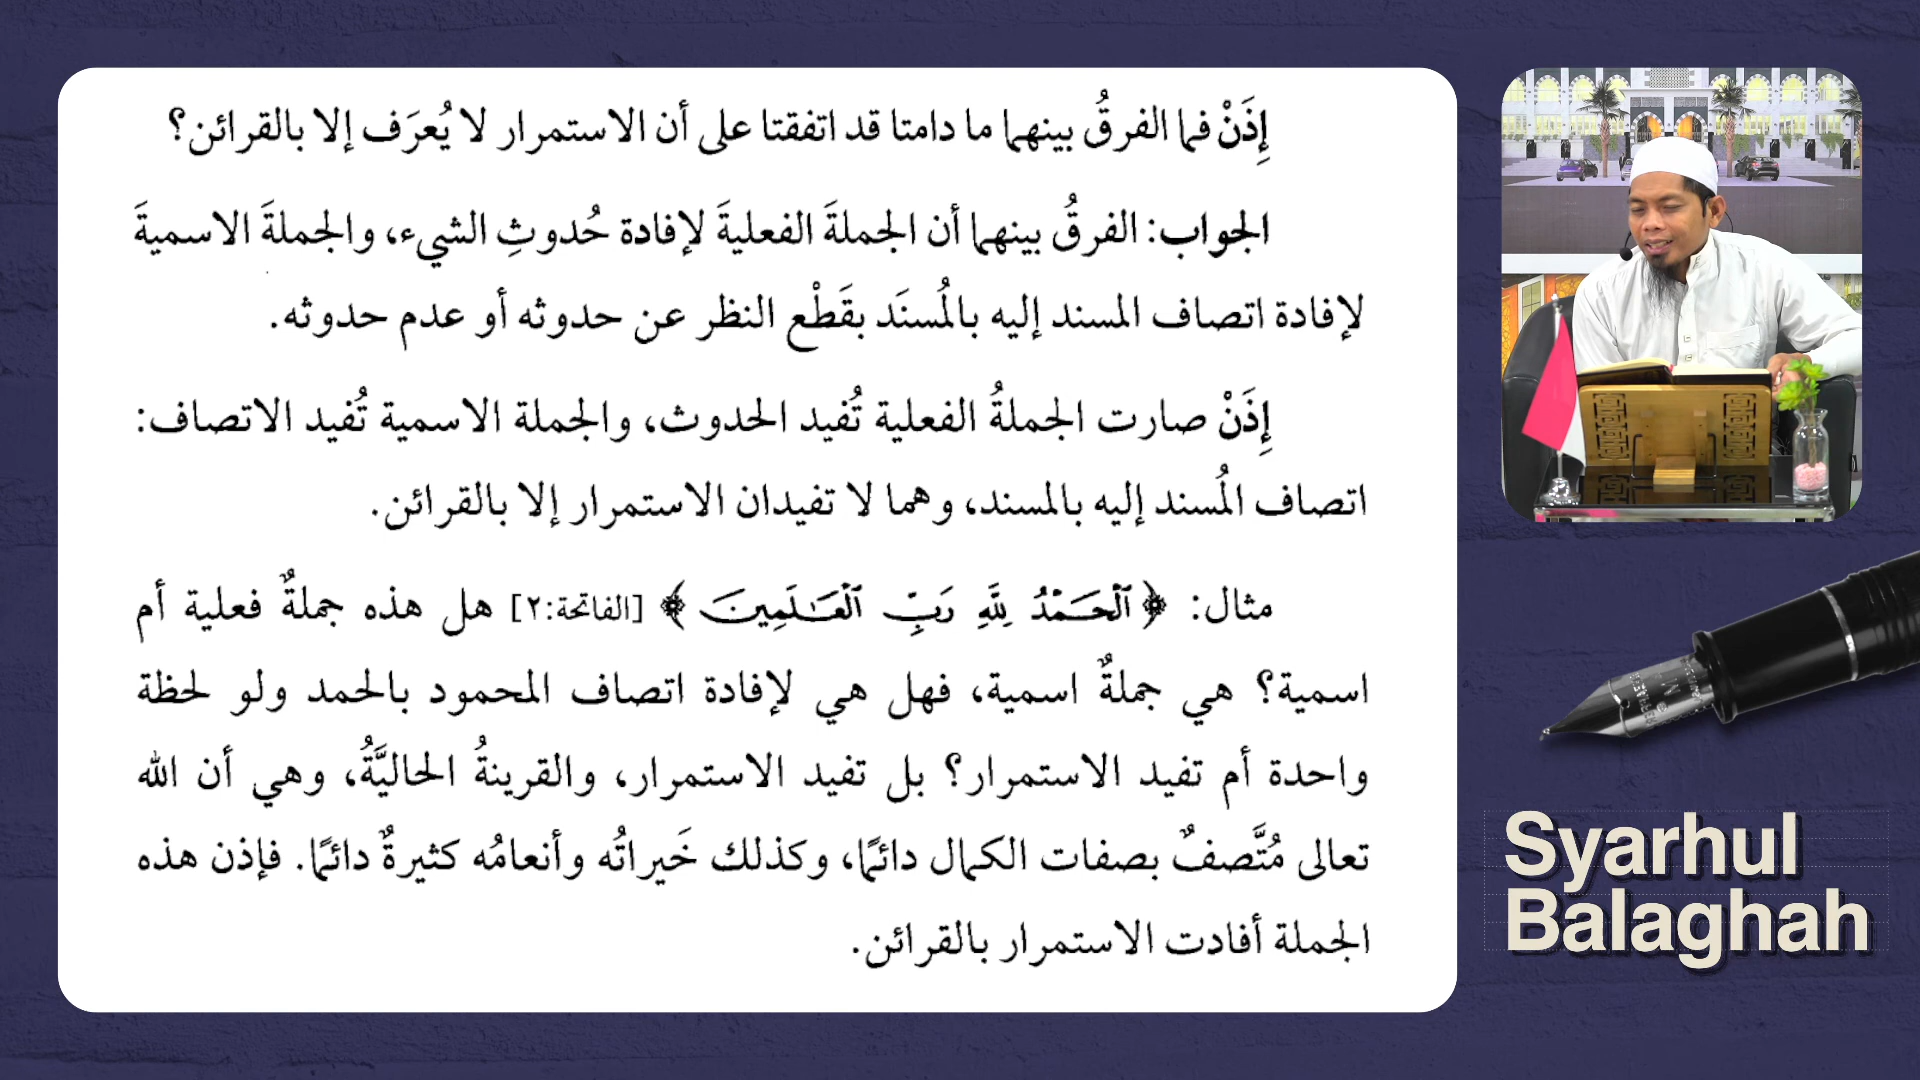 إِذَنْ فما الفرقُ بينهما ما دامتا قد اتفقتا على أن الاستمرار لا يُعرَف إلا بالقرائن؟
الجواب: الفرقُ بينهما أن الجملةَ الفعليةَ لإفادة حُدوثِ الشيء، والجملةَ الاسميةَ
لإفادة اتصاف المسند إليه بالمُسنَد بقَطْع النظر عن حدوثه أو عدم حدوثه.
إِذَنْ صارت الجملةُ الفعلية تُفيد الحدوث، والجملة الاسمية تُفيد الاتصاف:
اتصاف المُسند إليه بالمسند، وهما لا تفيدان الاستمرار إلا بالقرائن.
مثال: ﴿ٱلْحَمْدُ لِلَّهِ رَبِّ ٱلْعَـٰلَمِينَ﴾ [الفاتحة:٢] هل هذه جملةٌ فعلية أم
اسمية؟ هي جملةٌ اسمية، فهل هي لإفادة اتصاف المحمود بالحمد ولو لحظة
واحدة أم تفيد الاستمرار؟ بل تفيد الاستمرار، والقرينةُ الحاليَّةُ، وهي أن الله
تعالى مُتَّصفٌ بصفات الكمال دائمًا، وكذلك خَيراتُه وأنعامُه كثيرةٌ دائمًا. فإذن هذه
الجملة أفادت الاستمرار بالقرائن.
Syarhul
Balaghah